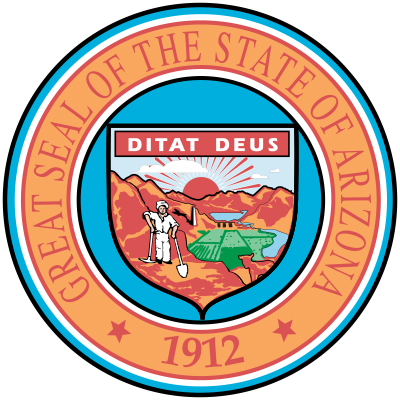 GREAT SEAL OF THE STATE OF ARIZONA
DITAT DEUS
1912